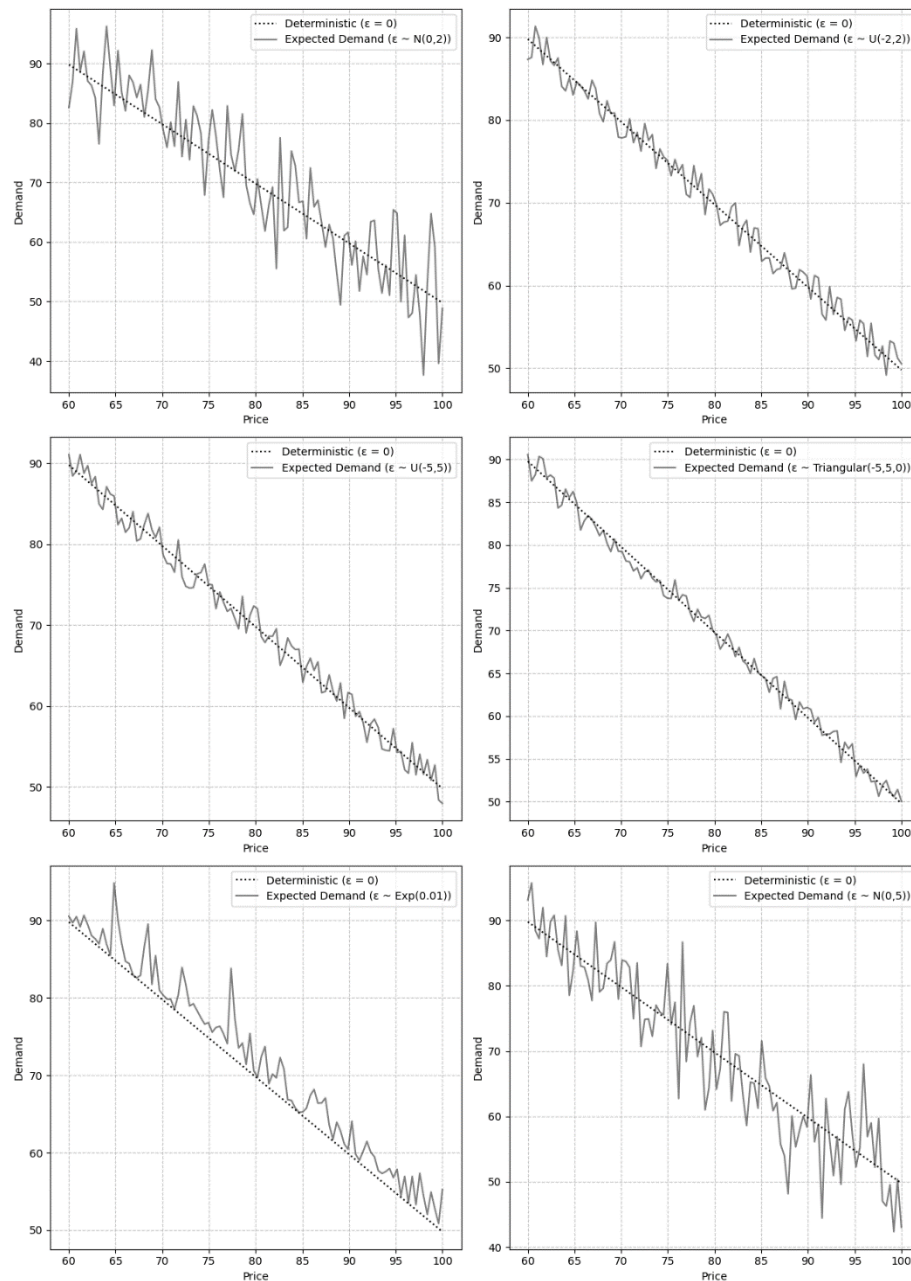 Deterministic (ε = 0)
Expected Demand (ε ~ N(0,2))
90
80
70
60
50
40
Demand
60 65 70 75 80 85 90 95 100
Price
Deterministic (ε = 0)
Expected Demand (ε ~ U(-2,2))
90
80
70
60
50
Demand
60 65 70 75 80 85 90 95 100
Price
Deterministic (ε = 0)
Expected Demand (ε ~ U(-5,5))
90
80
70
60
50
Demand
60 65 70 75 80 85 90 95 100
Price
Deterministic (ε = 0)
Expected Demand (ε ~ Triangular(-5,5,0))
90
85
80
75
70
65
60
55
50
Demand
60 65 70 75 80 85 90 95 100
Price
Deterministic (ε = 0)
Expected Demand (ε ~ Exp(0.01))
90
80
70
60
50
Demand
60 65 70 75 80 85 90 95 100
Price
Deterministic (ε = 0)
Expected Demand (ε ~ N(0,5))
90
80
70
60
50
40
Demand
60 65 70 75 80 85 90 95 100
Price